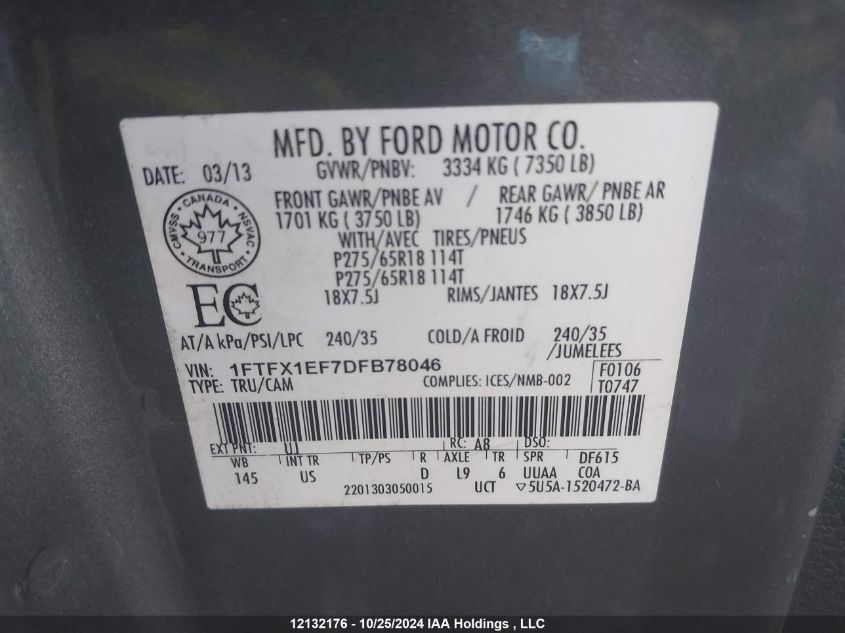 MFD. BY FORD MOTOR CO.
DATE: 03/13 GVWR/PNBV: 3334 KG ( 7350 LB)
FRONT GAWR/PNBE AV / REAR GAWR/ PNBE AR
1701 KG ( 3750 LB) 1746 KG ( 3850 LB)
CANADA
CMVSS NSVAC
977
TRANSPORT
WITH/AVEC TIRES/PNEUS
P275/65R18 114T
P275/65R18 114T
EC
18X7.5J RIMS/JANTES 18X7.5J
AT/A kPa/PSI/LPC 240/35 COLD/A FROID 240/35
/JUMELEES
VIN: 1FTFX1EF7DFB78046 F0106
TYPE: TRU/CAM COMPLIES: ICES/NMB-002 T0747
EXT PNT: UJ RC: A8 DSO:
WB INT TR TP/PS R AXLE TR SPR DF615
145 US D L9 6 UUAA COA
2201303050015 UCT ▽5U5A-1520472-BA
12132176 - 10/25/2024 IAA Holdings , LLC